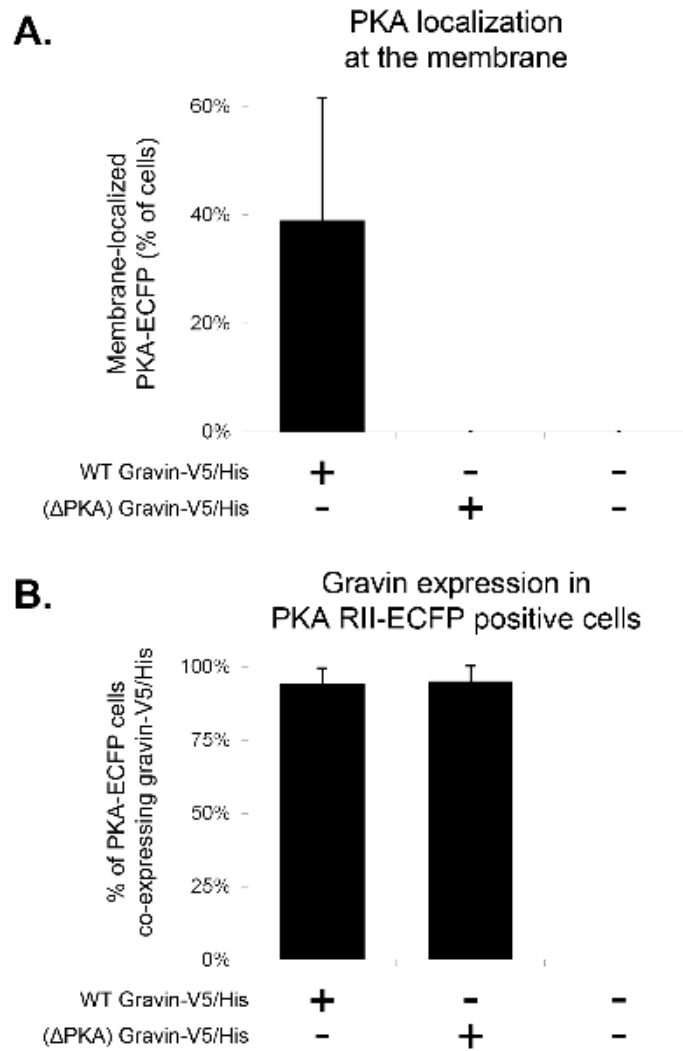 A.
PKA localization
at the membrane
Membrane-localized
PKA-ECFP (% of cells)
60%
40%
20%
0%
WT Gravin-V5/His + - -
(ΔPKA) Gravin-V5/His - + -
B.
Gravin expression in
PKA RII-ECFP positive cells
% of PKA-ECFP cells
co-expressing gravin-V5/His
100%
75%
50%
25%
0%
WT Gravin-V5/His + - -
(ΔPKA) Gravin-V5/His - + -